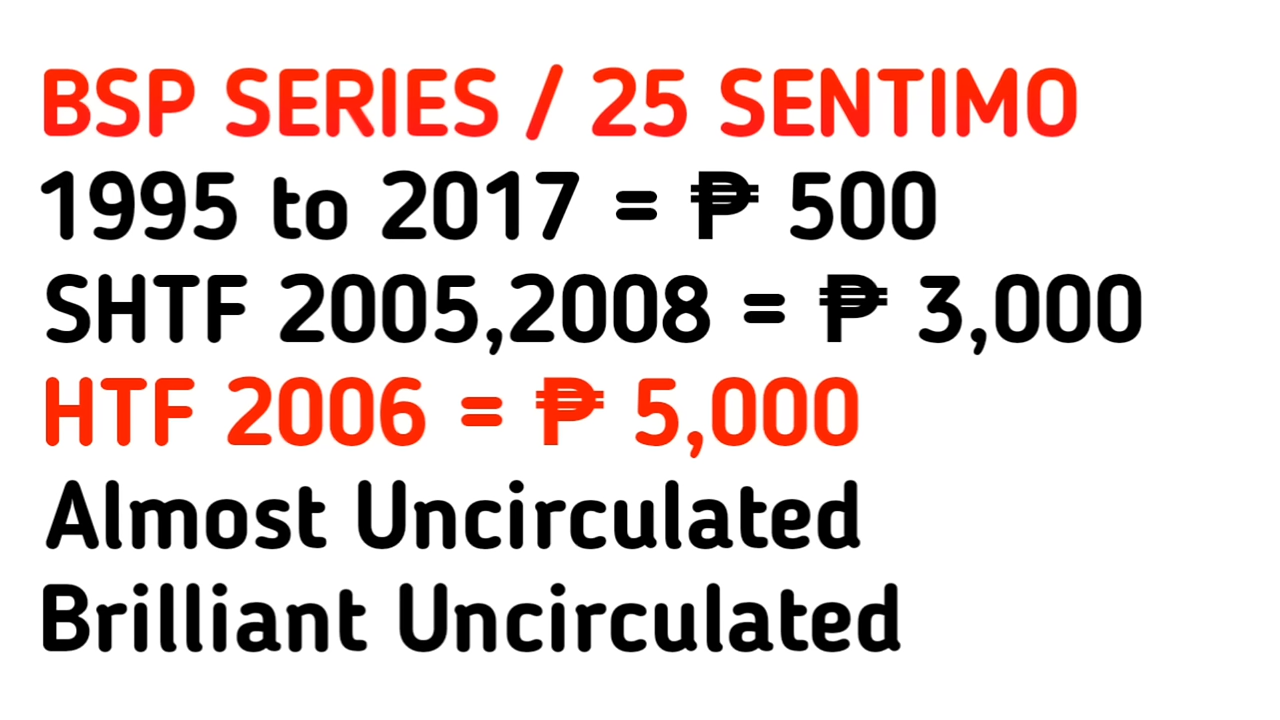 BSP SERIES / 25 SENTIMO
1995 to 2017 = ₱ 500
SHTF 2005,2008 = ₱ 3,000
HTF 2006 = ₱ 5,000
Almost Uncirculated
Brilliant Uncirculated